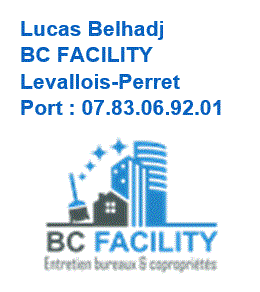 Lucas Belhadj
BC FACILITY
Levallois-Perret
Port : 07.83.06.92.01
BC FACILITY
Entretien bureaux & copropriétés